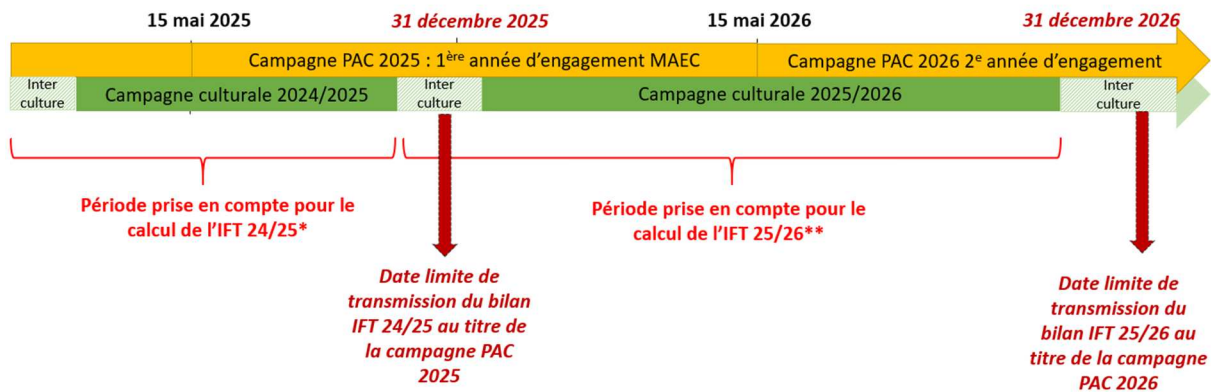 15 mai 2025
31 décembre 2025
15 mai 2026
31 décembre 2026
Campagne PAC 2025 : 1ère année d’engagement MAEC
Campagne PAC 2026 2e année d’engagement
Inter
culture
Campagne culturale 2024/2025
Inter
culture
Campagne culturale 2025/2026
Inter
culture
Période prise en compte pour le
calcul de l’IFT 24/25*
Période prise en compte pour le
calcul de l’IFT 25/26**
Date limite de
transmission du bilan
IFT 24/25 au titre de
la campagne PAC
2025
Date limite de
transmission du
bilan IFT 25/26 au
titre de la campagne
PAC 2026